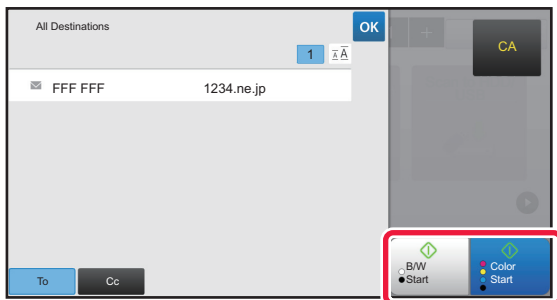 All Destinations
OK
CA
1
A A
FFF FFF 1234.ne.jp
B/W
Start
Color
Start
To
Cc